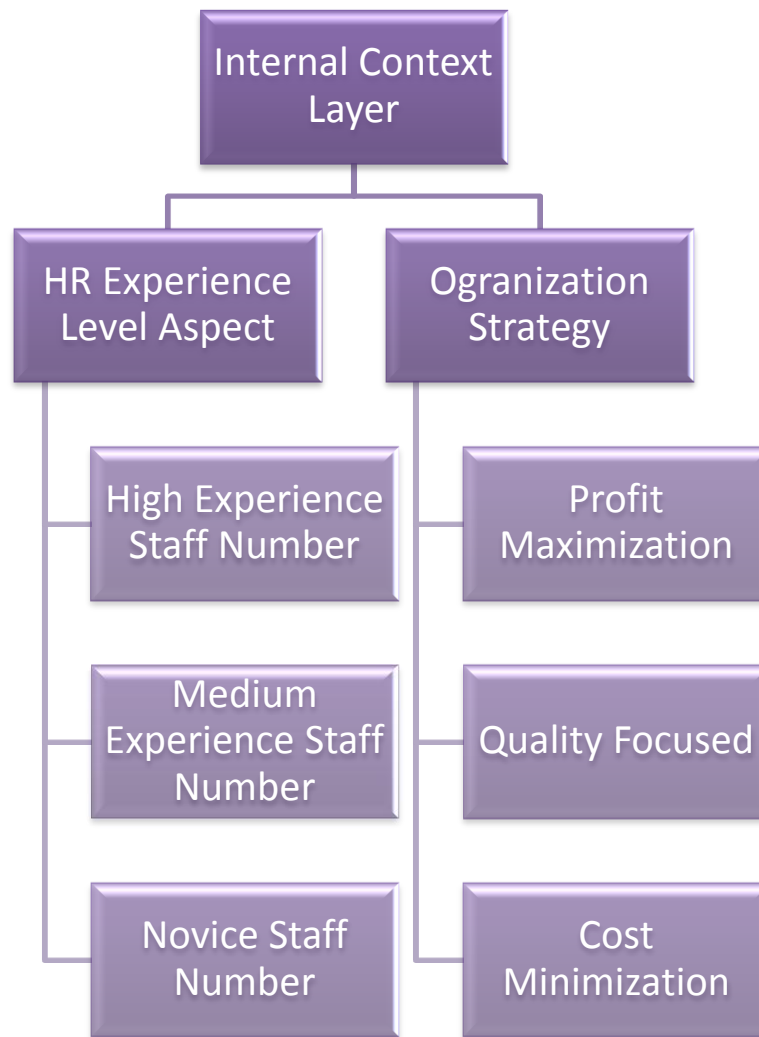 Internal Context
Layer
HR Experience
Level Aspect
Ogranization
Strategy
High Experience
Staff Number
Profit
Maximization
Medium
Experience Staff
Number
Quality Focused
Novice Staff
Number
Cost
Minimization